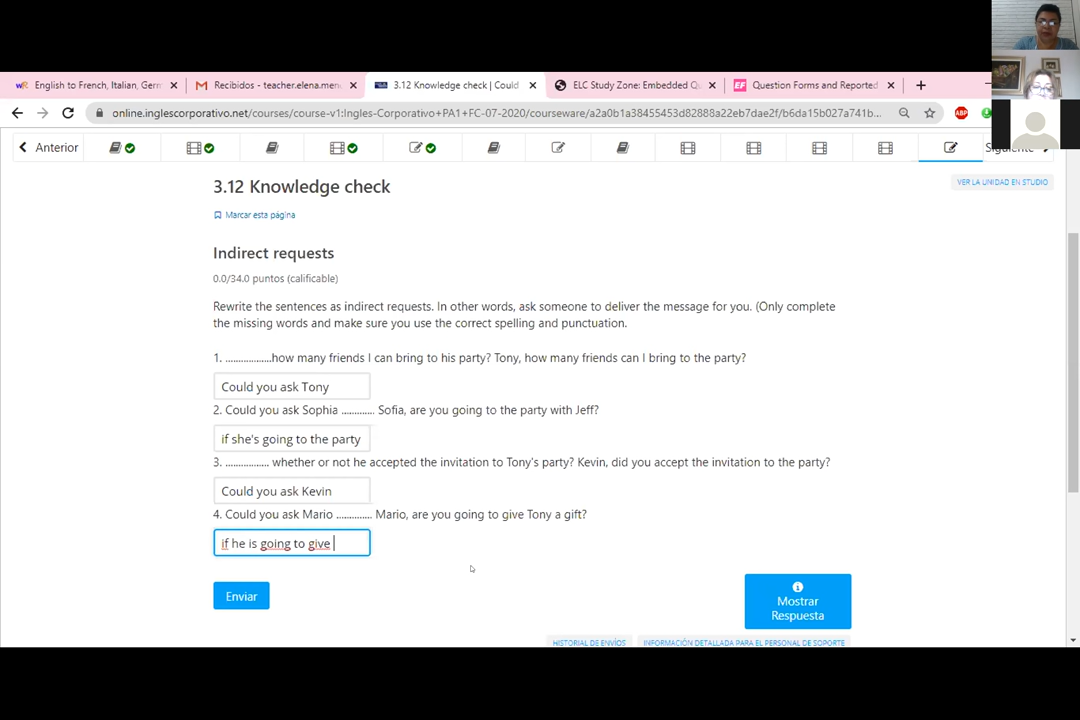 English to French, Italian, Germ
Recibidos - teacher.elena.men
3.12 Knowledge check | Could
ELC Study Zone: Embedded Q
Question Forms and Reported
online.inglescorporativo.net/courses/course-v1:Ingles-Corporativo+PA1+FC-07-2020/courseware/a2a0b1a38455453d82888a22eb7dae2f/b6da15b027a741b...
Anterior
3.12 Knowledge check
VER LA UNIDAD EN STUDIO
Marcar esta página
Indirect requests
0.0/34.0 puntos (calificable)
Rewrite the sentences as indirect requests. In other words, ask someone to deliver the message for you. (Only complete
the missing words and make sure you use the correct spelling and punctuation.
1. .................how many friends I can bring to his party? Tony, how many friends can I bring to the party?
Could you ask Tony
2. Could you ask Sophia ............ Sofia, are you going to the party with Jeff?
if she's going to the party
3. ................ whether or not he accepted the invitation to Tony's party? Kevin, did you accept the invitation to the party?
Could you ask Kevin
4. Could you ask Mario ............. Mario, are you going to give Tony a gift?
if he is going to give
Enviar
Mostrar
Respuesta
HISTORIAL DE ENVÍOS
INFORMACIÓN DETALLADA PARA EL PERSONAL DE SOPORTE